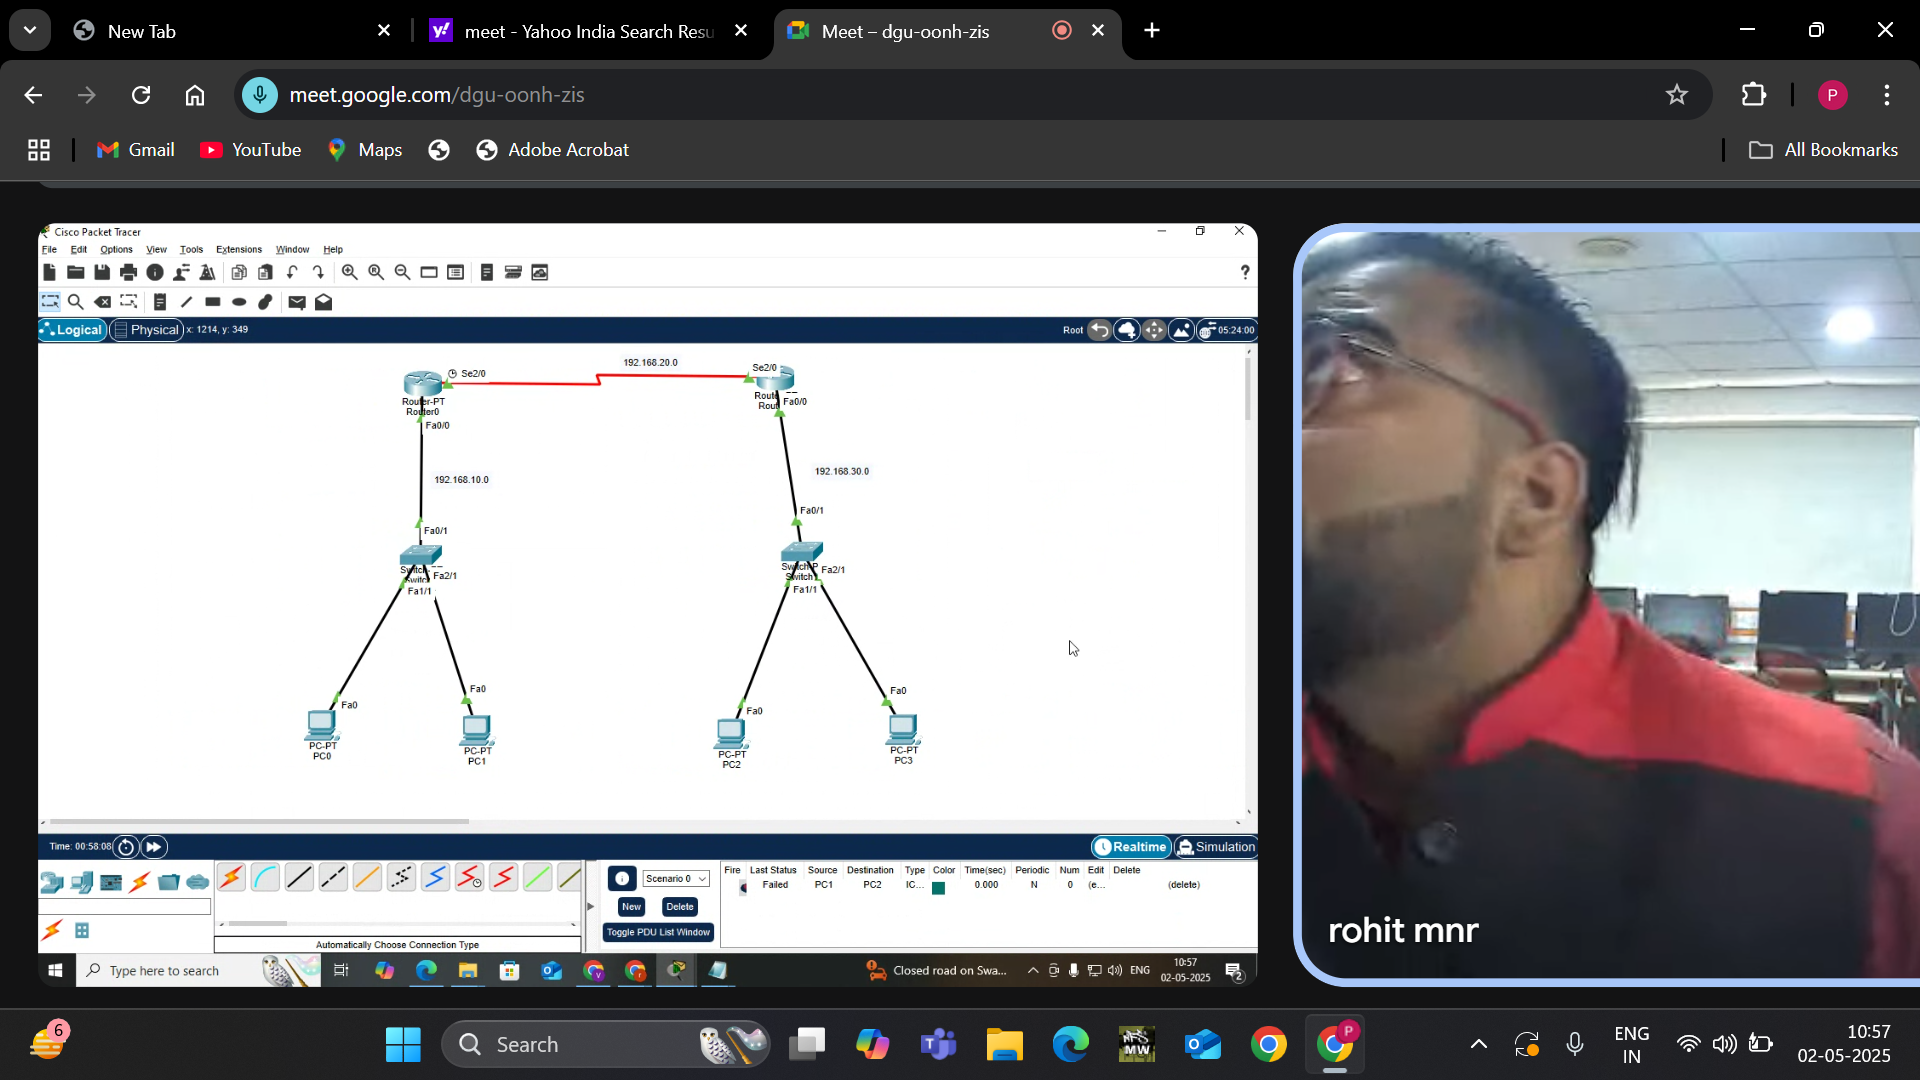 New Tab
meet - Yahoo India Search Resu
Meet – dgu-oonh-zis
meet.google.com/dgu-oonh-zis
P
Gmail
YouTube
Maps
Adobe Acrobat
All Bookmarks
Cisco Packet Tracer
File Edit Options View Tools Extensions Window Help
?
Logical
Physical
x: 1214, y: 349
Root
05:24:00
192.168.20.0
Se2/0
Se2/0
Router-PT
Router0
Fa0/0
Fa0/0
192.168.10.0
192.168.30.0
Fa0/1
Fa0/1
Fa2/1
Fa1/1
Switch-P
Switch1
Fa2/1
Fa1/1
Fa0
Fa0
Fa0
Fa0
PC-PT
PC0
PC-PT
PC1
PC-PT
PC2
PC-PT
PC3
Time: 00:58:08
Realtime
Simulation
Scenario 0
New
Delete
Toggle PDU List Window
Fire Last Status Source Destination Type Color Time(sec) Periodic Num Edit Delete
Failed PC1 PC2 IC... 0.000 N 0 (e... (delete)
Automatically Choose Connection Type
Type here to search
Closed road on Swa...
ENG
10:57
02-05-2025
2
rohit mnr
6
Search
NFS
MW
P
ENG
IN
10:57
02-05-2025